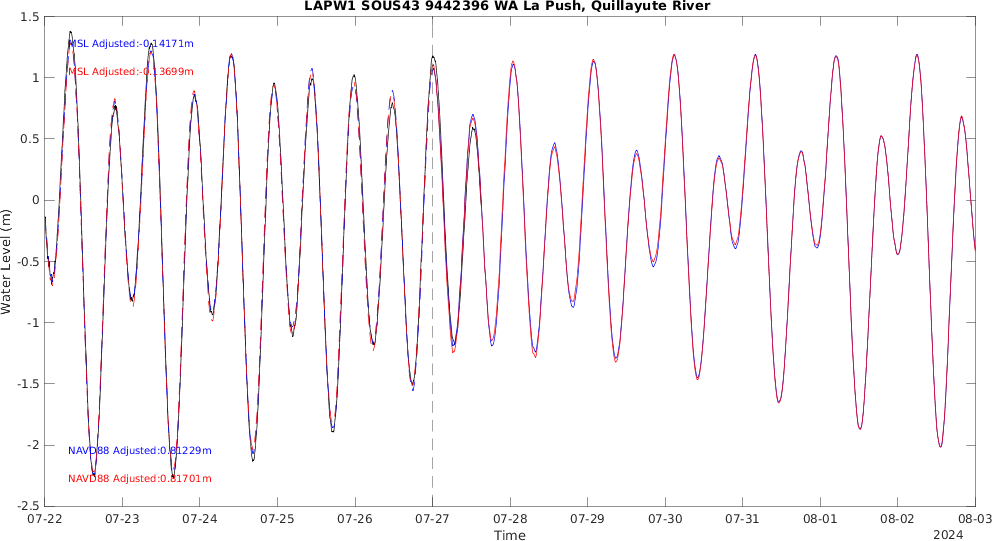 LAPW1 SOUS43 9442396 WA La Push, Quillayute River
1.5
1
0.5
0
-0.5
-1
-1.5
-2
-2.5
Water Level (m)
MSL Adjusted:-0.14171m
MSL Adjusted:-0.13699m
NAVD88 Adjusted:0.81229m
NAVD88 Adjusted:0.81701m
07-22 07-23 07-24 07-25 07-26 07-27 07-28 07-29 07-30 07-31 08-01 08-02 08-03
Time
2024